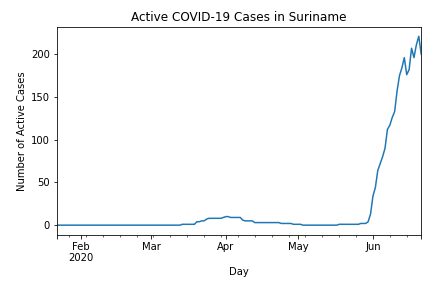 Active COVID-19 Cases in Suriname
Number of Active Cases
200
150
100
50
0
Feb
2020
Mar
Apr
May
Jun
Day